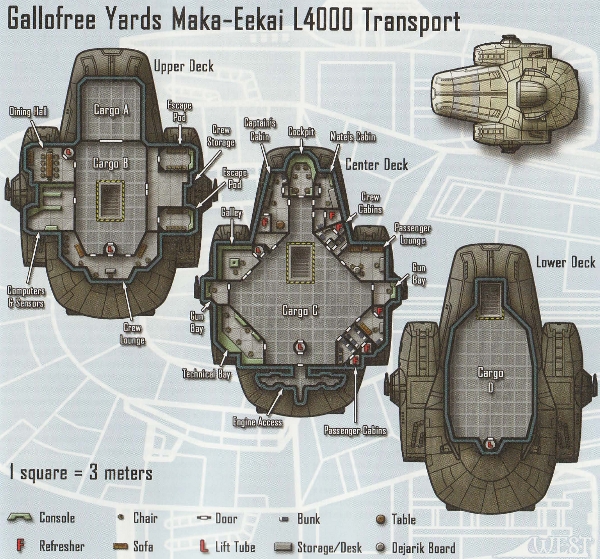 Gallofree Yards Maka-Eekai L4000 Transport
Upper Deck
Dining Hall
Cargo A
Escape Pod
Cargo B
Crew Storage
Escape Pod
Computers & Sensors
Crew Lounge
Captain's Cabin
Cockpit
Mate's Cabin
Center Deck
Crew Cabins
Galley
Passenger Lounge
Gun Bay
Cargo C
Gun Bay
Technical Bay
Engine Access
Passenger Cabins
Lower Deck
Cargo D
1 square = 3 meters
Console
Chair
Door
Bunk
Table
F Refresher
Sofa
L Lift Tube
Storage/Desk
Dejarik Board
WEST